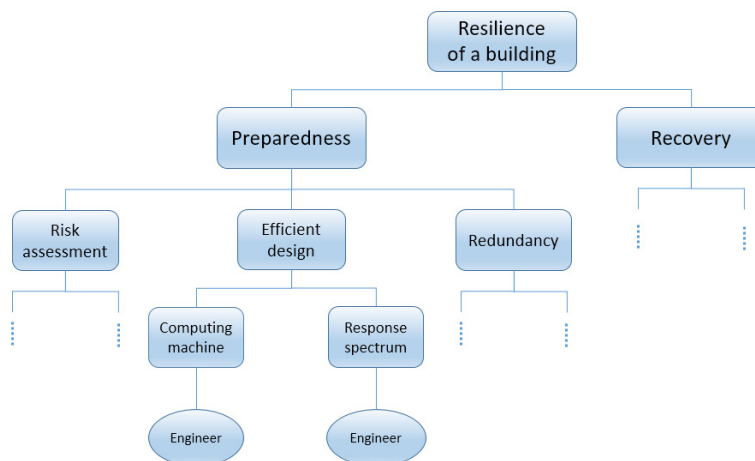 Resilience
of a building
Preparedness
Recovery
Risk
assessment
Efficient
design
Redundancy
Computing
machine
Response
spectrum
Engineer
Engineer